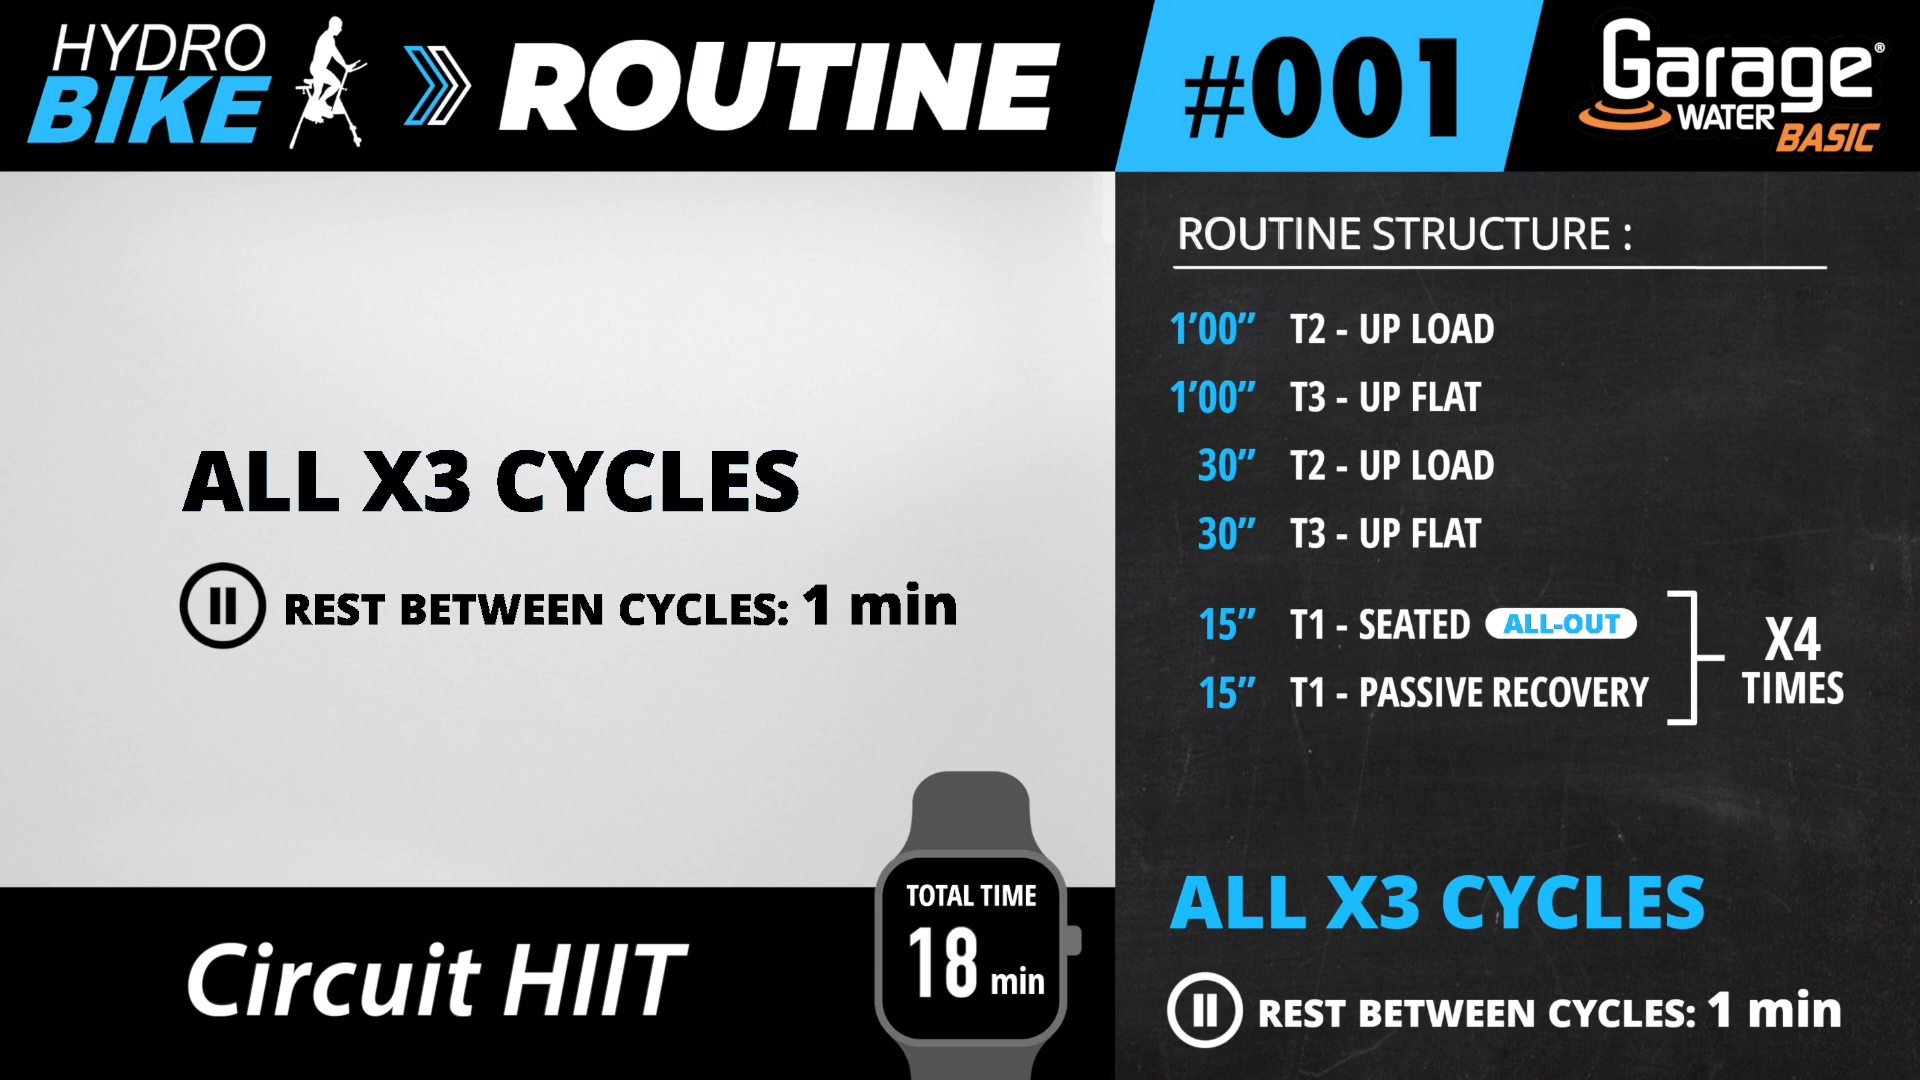 HYDRO
BIKE
ROUTINE
#001
Garage®
WATER
BASIC
ALL X3 CYCLES
REST BETWEEN CYCLES: 1 min
Circuit HIIT
TOTAL TIME
18 min
ROUTINE STRUCTURE :
1’00” T2 - UP LOAD
1’00” T3 - UP FLAT
30” T2 - UP LOAD
30” T3 - UP FLAT
15” T1 - SEATED ALL-OUT
15” T1 - PASSIVE RECOVERY
X4
TIMES
ALL X3 CYCLES
REST BETWEEN CYCLES: 1 min